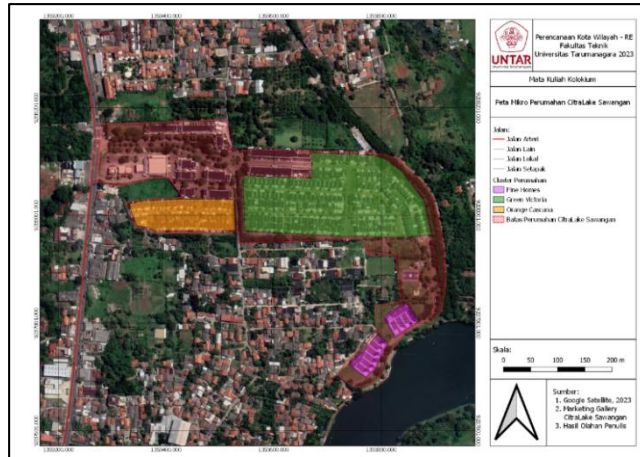 UNTAR
Perencanaan Kota Wilayah - RE
Fakultas Teknik
Universitas Tarumanagara 2023
Mata Kuliah Kolokium
Peta Mikro Perumahan CitraLake Sawangan
Jalan:
Jalan Arteri
Jalan Lain
Jalan Lokal
Jalan Setapak
Cluster Perumahan
Fine Homes
Green Victoria
Orange Cascana
Batas Perumahan CitraLake Sawangan
Skala:
0 50 100 150 200 m
Sumber:
1. Google Satellite, 2023
2. Marketing Gallery
CitraLake Sawangan
3. Hasil Olahan Penulis